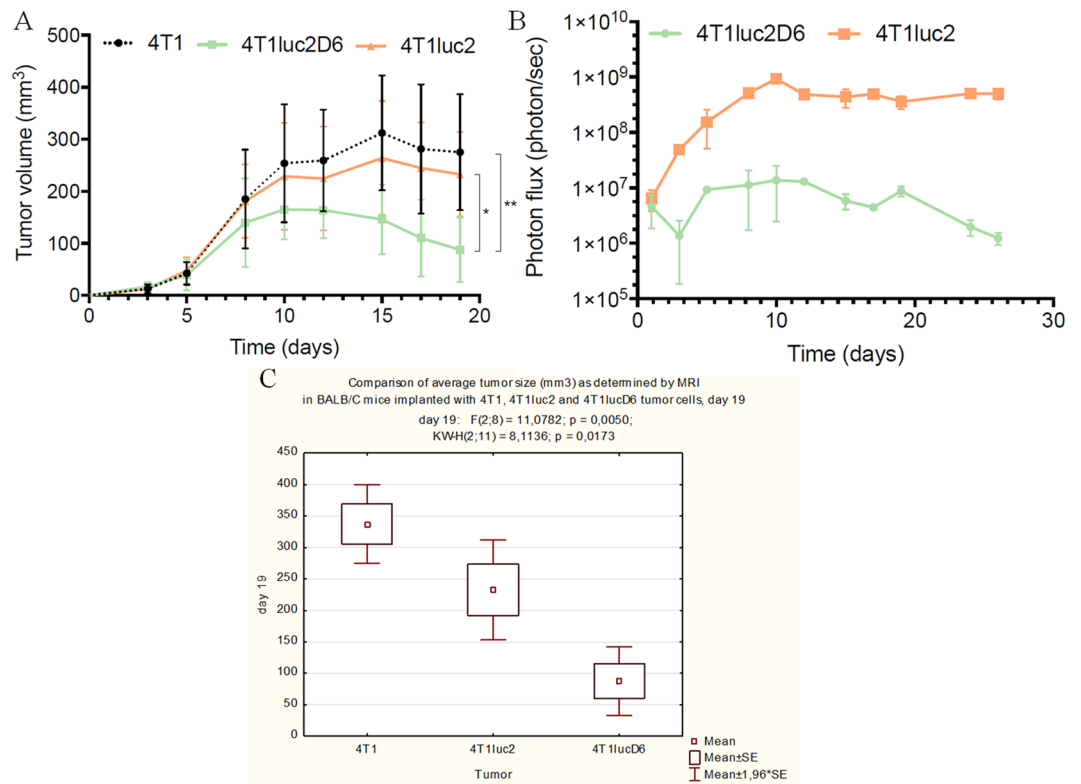 A
4T1 4T1luc2D6 4T1luc2
Tumor volume (mm3)
500
400
300
200
100
0
* **
0 5 10 15 20
Time (days)
B
4T1luc2D6 4T1luc2
Photon flux (photon/sec)
1×10^10
1×10^9
1×10^8
1×10^7
1×10^6
1×10^5
0 10 20 30
Time (days)
C
Comparison of average tumor size (mm3) as determined by MRI
in BALB/C mice implanted with 4T1, 4T1luc2 and 4T1lucD6 tumor cells, day 19
day 19: F(2;8) = 11,0782; p = 0,0050;
KW-H(2;11) = 8,1136; p = 0,0173
day 19
450
400
350
300
250
200
150
100
50
0
4T1 4T1luc2 4T1lucD6
Tumor
Mean
Mean±SE
Mean±1,96*SE